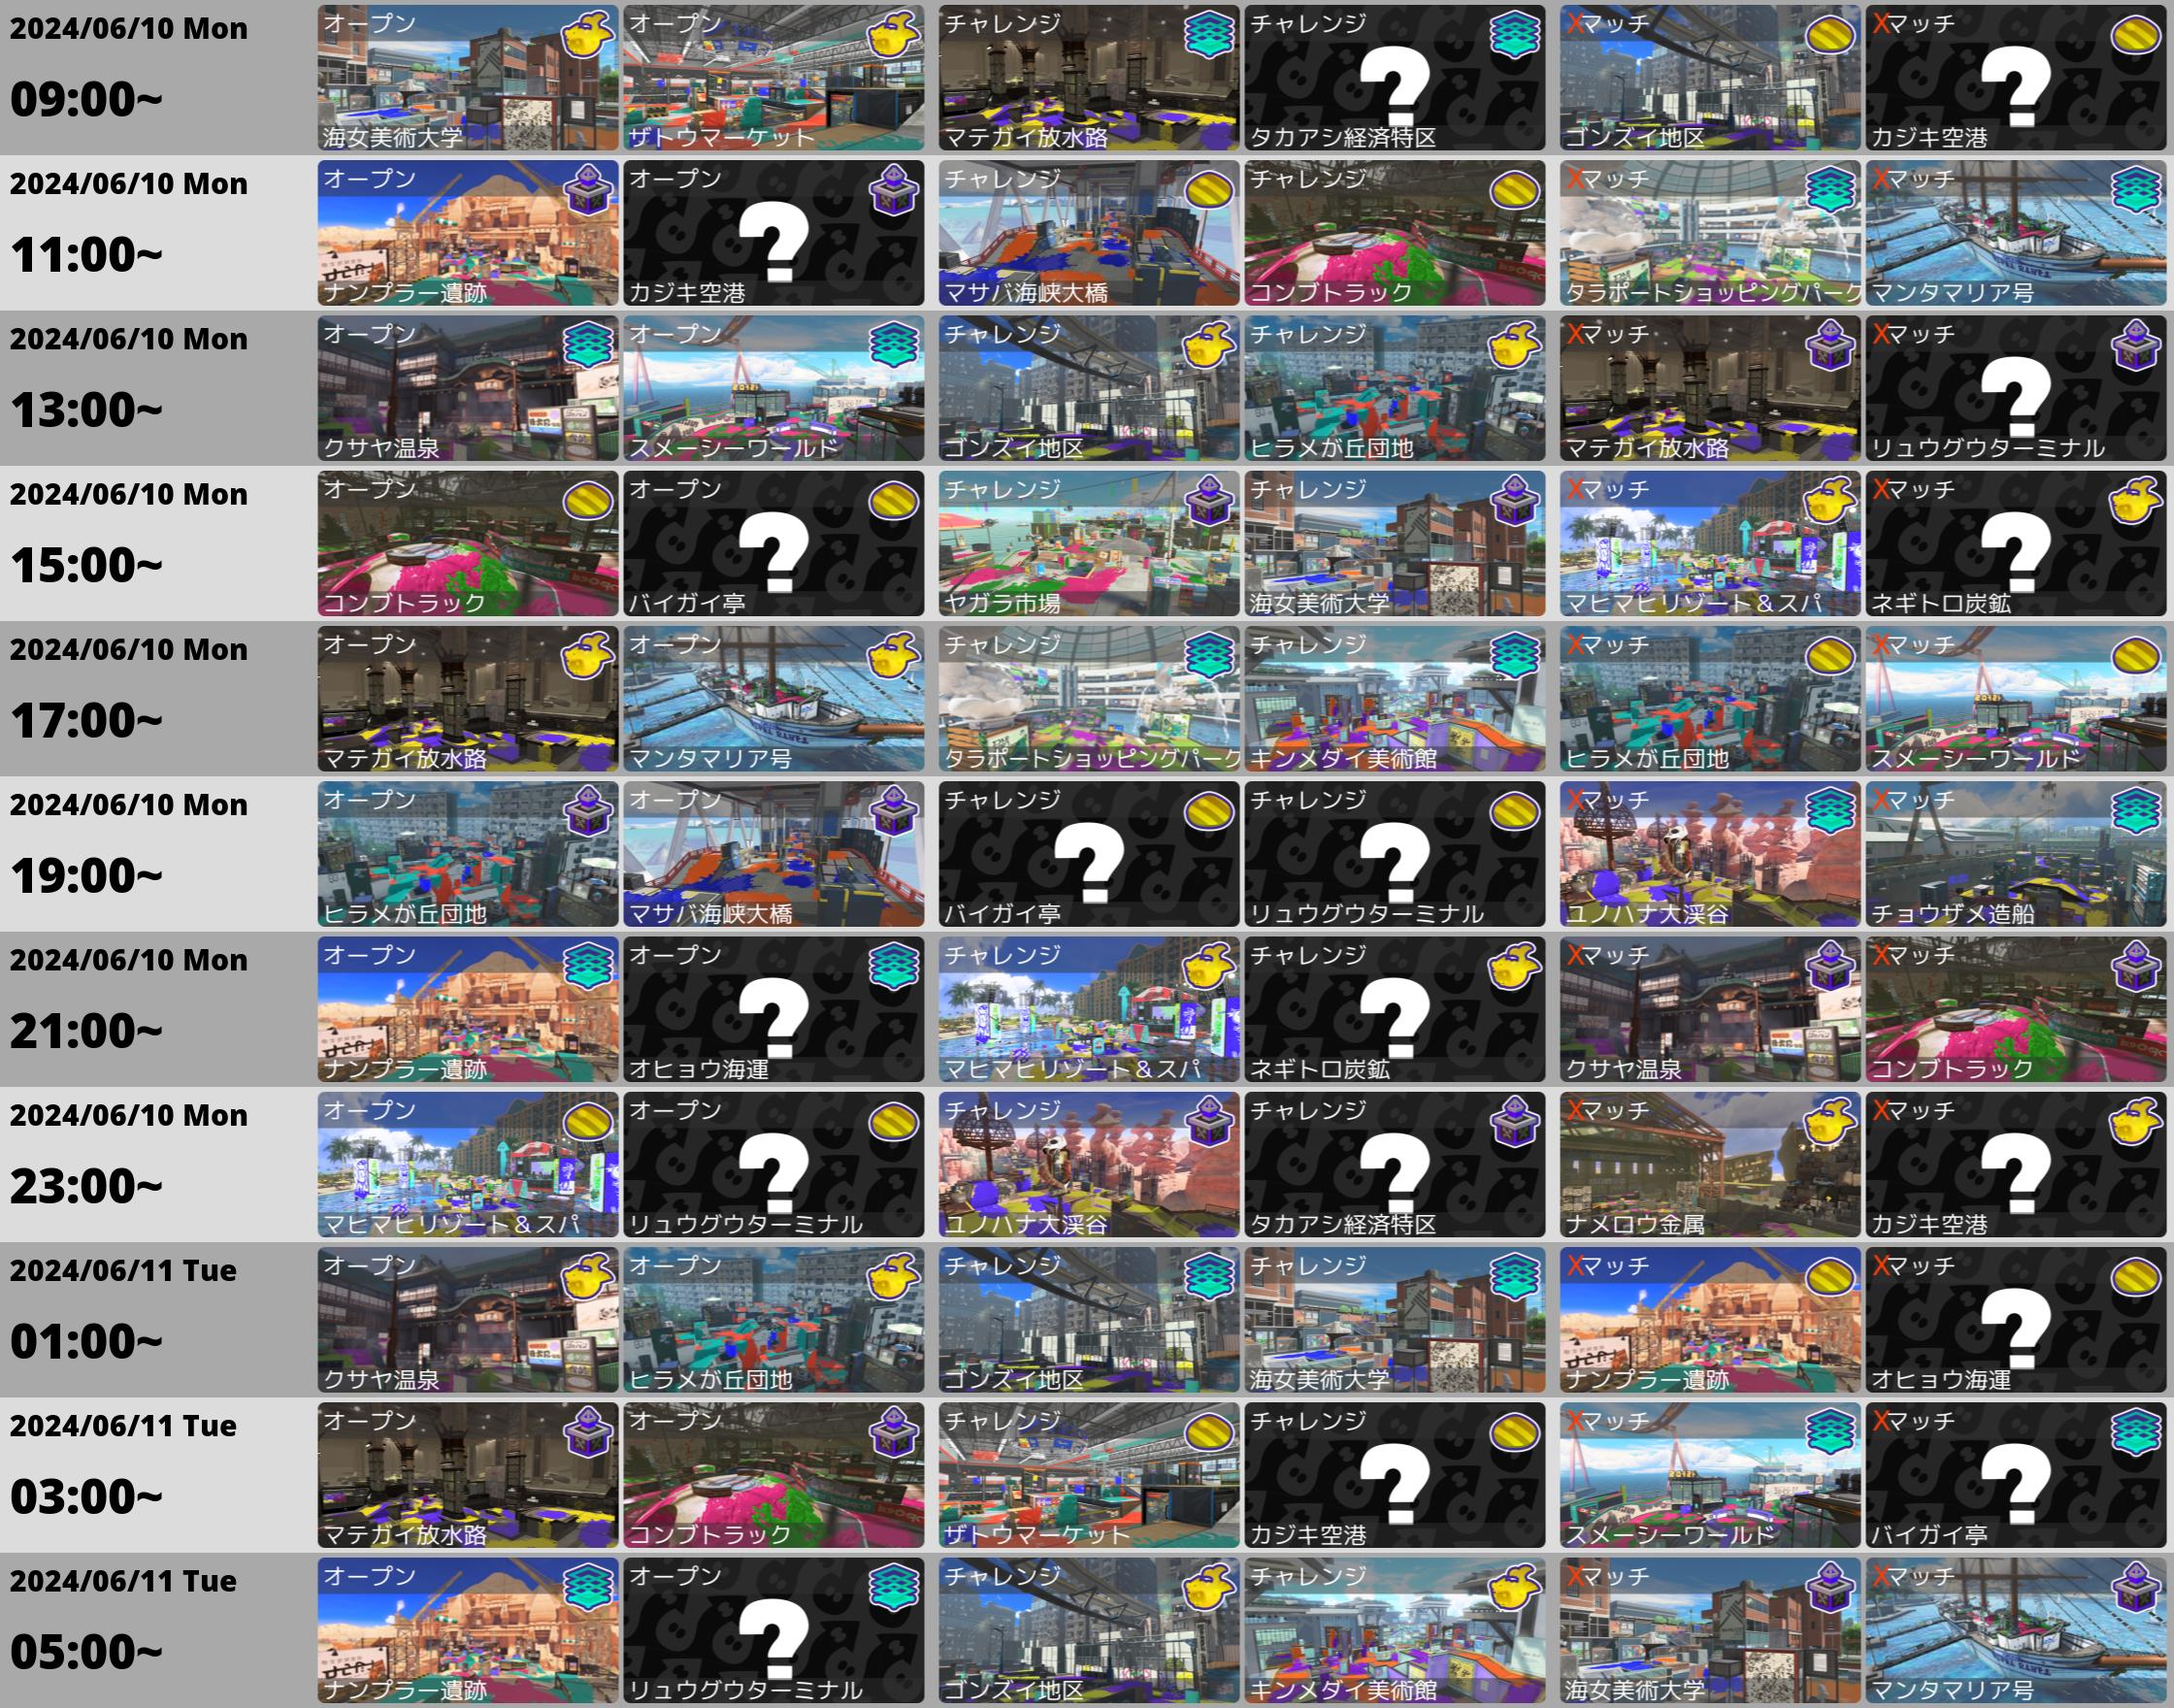 2024/06/10 Mon
09:00~
オープン オープン チャレンジ チャレンジ Xマッチ Xマッチ
海女美術大学 ザトウマーケット マテガイ放水路 タカアシ経済特区 ゴンズイ地区 カジキ空港
2024/06/10 Mon
11:00~
オープン オープン チャレンジ チャレンジ Xマッチ Xマッチ
ナンプラー遺跡 カジキ空港 マサバ海峡大橋 コンブトラック タラポートショッピングパーク マンタマリア号
2024/06/10 Mon
13:00~
オープン オープン チャレンジ チャレンジ Xマッチ Xマッチ
クサヤ温泉 スメーシーワールド ゴンズイ地区 ヒラメが丘団地 マテガイ放水路 リュウグウターミナル
2024/06/10 Mon
15:00~
オープン オープン チャレンジ チャレンジ Xマッチ Xマッチ
コンブトラック バイガイ亭 ヤガラ市場 海女美術大学 マヒマヒリゾート&スパ ネギトロ炭鉱
2024/06/10 Mon
17:00~
オープン オープン チャレンジ チャレンジ Xマッチ Xマッチ
マテガイ放水路 マンタマリア号 タラポートショッピングパーク キンメダイ美術館 ヒラメが丘団地 スメーシーワールド
2024/06/10 Mon
19:00~
オープン オープン チャレンジ チャレンジ Xマッチ Xマッチ
ヒラメが丘団地 マサバ海峡大橋 バイガイ亭 リュウグウターミナル ユノハナ大渓谷 チョウザメ造船
2024/06/10 Mon
21:00~
オープン オープン チャレンジ チャレンジ Xマッチ Xマッチ
ナンプラー遺跡 オヒョウ海運 マヒマヒリゾート&スパ ネギトロ炭鉱 クサヤ温泉 コンブトラック
2024/06/10 Mon
23:00~
オープン オープン チャレンジ チャレンジ Xマッチ Xマッチ
マヒマヒリゾート&スパ リュウグウターミナル ユノハナ大渓谷 タカアシ経済特区 ナメロウ金属 カジキ空港
2024/06/11 Tue
01:00~
オープン オープン チャレンジ チャレンジ Xマッチ Xマッチ
クサヤ温泉 ヒラメが丘団地 ゴンズイ地区 海女美術大学 ナンプラー遺跡 オヒョウ海運
2024/06/11 Tue
03:00~
オープン オープン チャレンジ チャレンジ Xマッチ Xマッチ
マテガイ放水路 コンブトラック ザトウマーケット カジキ空港 スメーシーワールド バイガイ亭
2024/06/11 Tue
05:00~
オープン オープン チャレンジ チャレンジ Xマッチ Xマッチ
ナンプラー遺跡 リュウグウターミナル ゴンズイ地区 キンメダイ美術館 海女美術大学 マンタマリア号